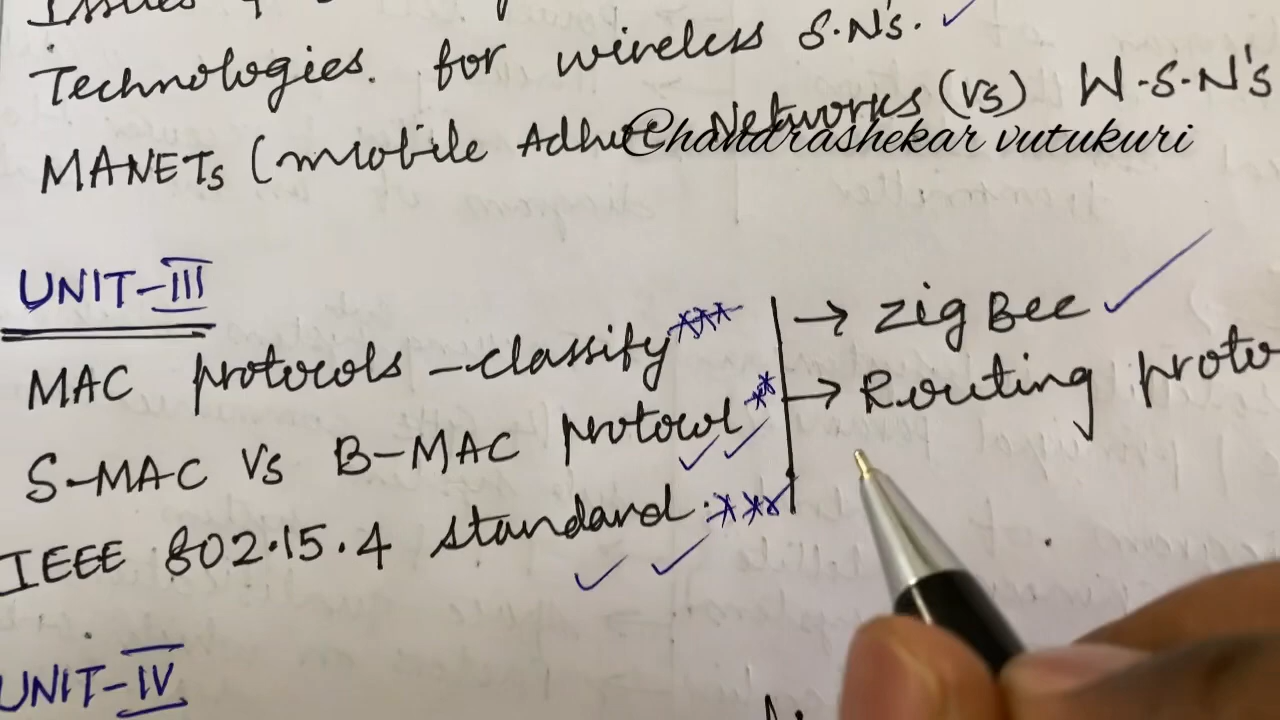 Issues
Technologies. for wireless S.N's.
MANETs (mobile Adhoc Networks (vs) W-S-N's
@Chandrashekar vutukuri
UNIT-III
MAC protocols - classify ***
→ ZigBee
S-MAC Vs B-MAC protocol **
→ Routing proto
IEEE 802.15.4 standard. ***
UNIT-IV